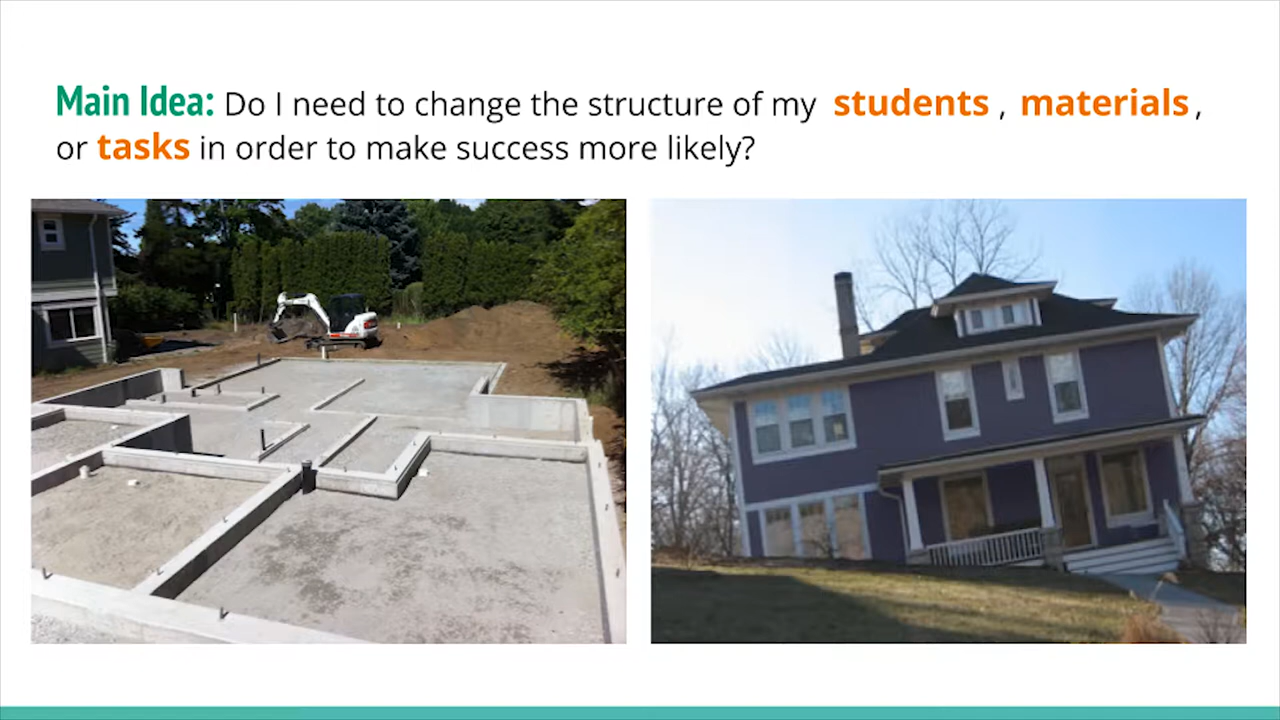 Main Idea: Do I need to change the structure of my students , materials ,
or tasks in order to make success more likely?